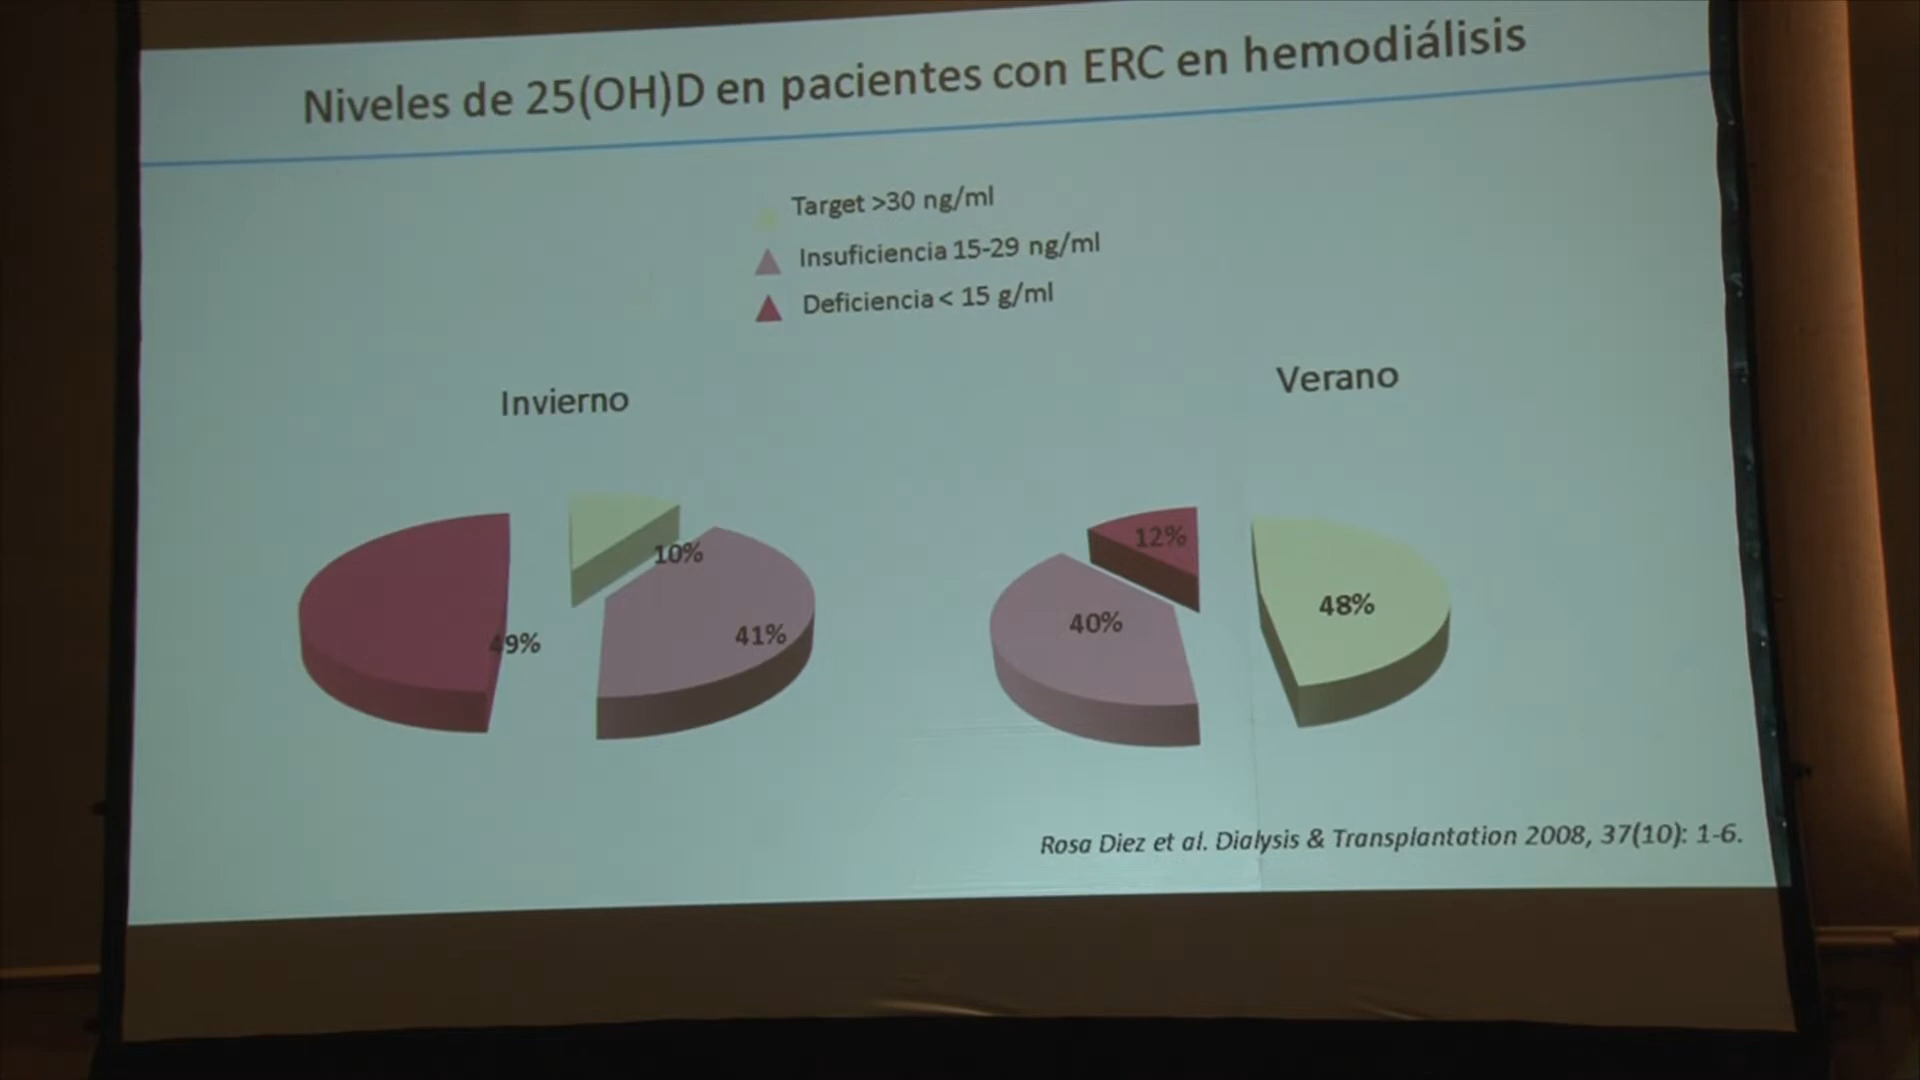 Niveles de 25(OH)D en pacientes con ERC en hemodiálisis
Target >30 ng/ml
Insuficiencia 15-29 ng/ml
Deficiencia < 15 g/ml
Invierno
Verano
10%
49%
41%
12%
40%
48%
Rosa Diez et al. Dialysis & Transplantation 2008, 37(10): 1-6.